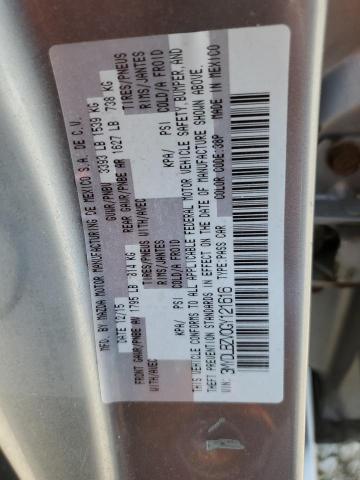 MFD. BY MAZDA MOTOR MANUFACTURING DE MEXICO S.A. DE C.V.
DATE 12/15 GVWR/PNBV 3393 LB 1539 KG
FRONT GAWR/PNBE AV 1795 LB 814 KG REAR GAWR/PNBE AR 1627 LB 738 KG
WITH/AVEC TIRES/PNEUS WITH/AVEC TIRES/PNEUS
RIMS/JANTES RIMS/JANTES
KPA/ PSI COLD/A FROID KPA/ PSI COLD/A FROID
THIS VEHICLE CONFORMS TO ALL APPLICABLE FEDERAL MOTOR VEHICLE SAFETY, BUMPER, AND
THEFT PREVENTION STANDARDS IN EFFECT ON THE DATE OF MANUFACTURE SHOWN ABOVE.
VIN: TYPE:PASS CAR COLOR CODE:38P MADE IN MEXICO